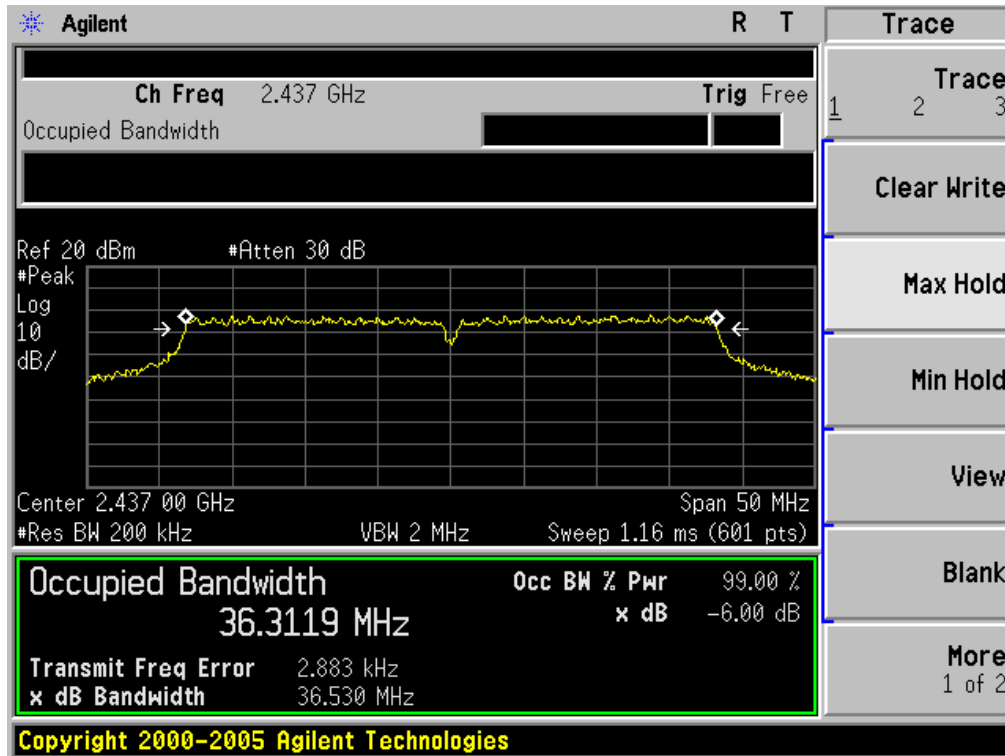 Agilent R T Trace
Ch Freq 2.437 GHz Trig Free
Occupied Bandwidth
Trace
1 2 3
Clear Write
Max Hold
Min Hold
View
Blank
More
1 of 2
Ref 20 dBm #Atten 30 dB
#Peak
Log
10
dB/
Center 2.437 00 GHz Span 50 MHz
#Res BW 200 kHz VBW 2 MHz Sweep 1.16 ms (601 pts)
Occupied Bandwidth Occ BW % Pwr 99.00 %
36.3119 MHz x dB -6.00 dB
Transmit Freq Error 2.883 kHz
x dB Bandwidth 36.530 MHz
Copyright 2000-2005 Agilent Technologies